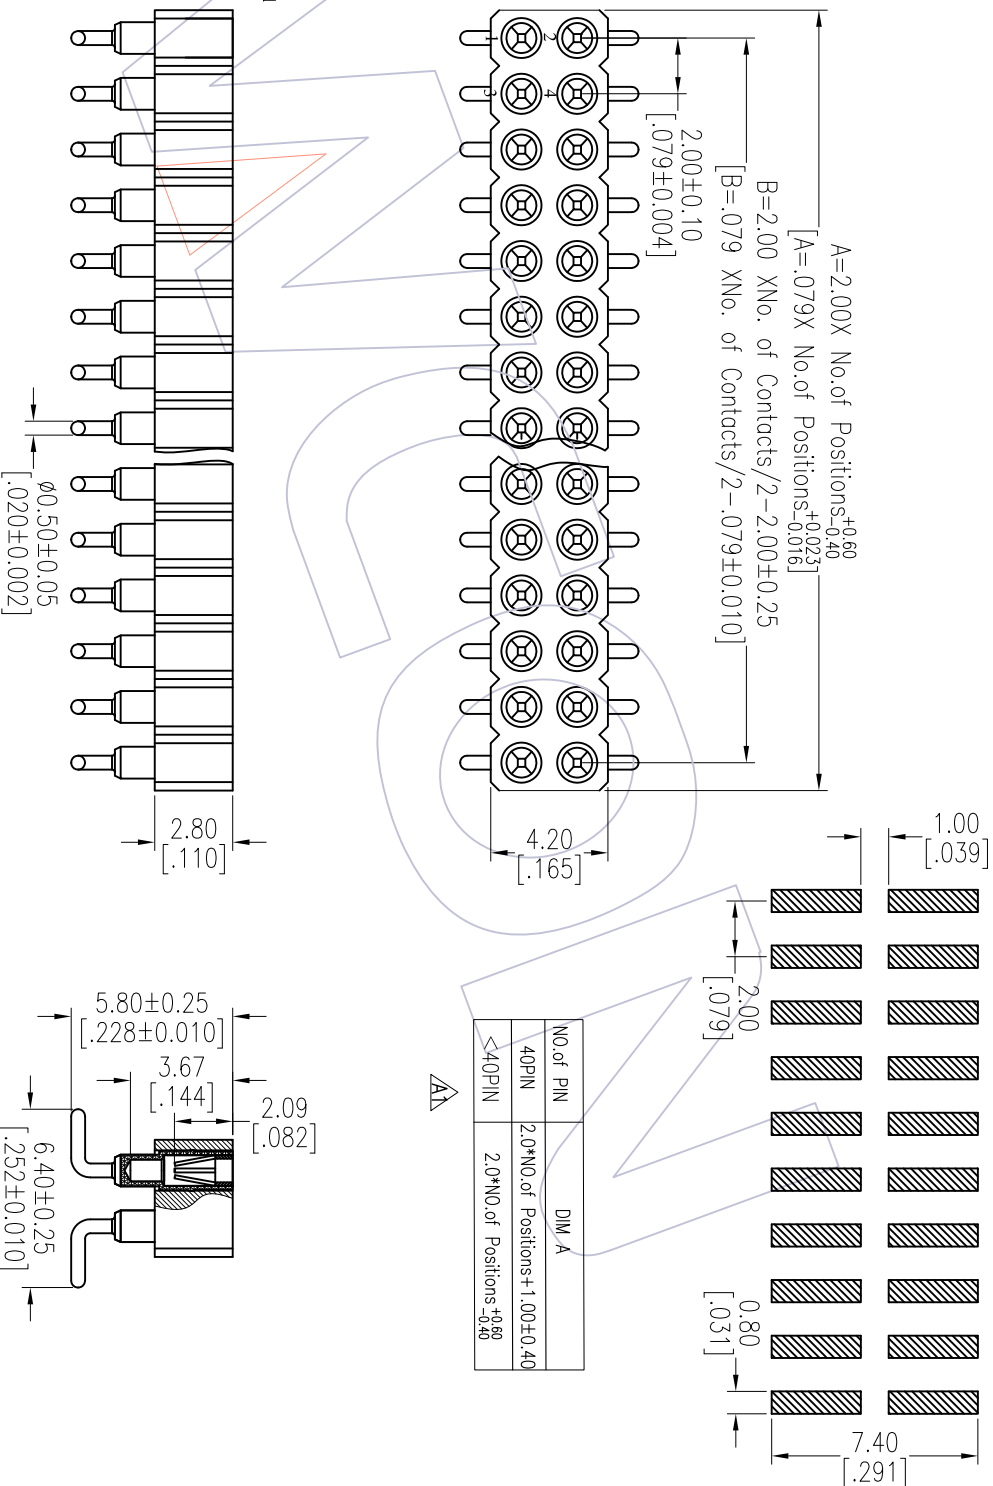 A=2.00X No.of Positions+0.60 -0.40
[A=.079X No.of Positions+0.023 -0.016]
B=2.00 XNo. of Contacts/2-2.00±0.25
[B=.079 XNo. of Contacts/2-.079±0.010]
2.00±0.10
[.079±0.004]
1
2
3
4
4.20
[.165]
2.80
[.110]
ø0.50±0.05
[.020±0.002]
1.00
[.039]
2.00
[.079]
0.80
[.031]
7.40
[.291]
NO.of PIN DIM A
40PIN 2.0*NO.of Positions+1.00±0.40
<40PIN 2.0*NO.of Positions +0.60 -0.40
A1
5.80±0.25
[.228±0.010]
3.67
[.144]
2.09
[.082]
6.40±0.25
[.252±0.010]
WCON